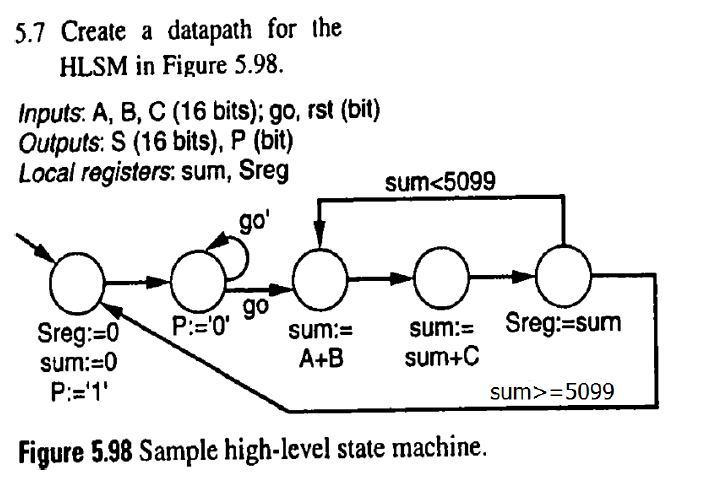 5.7 Create a datapath for the
HLSM in Figure 5.98.
Inputs: A, B, C (16 bits); go, rst (bit)
Outputs: S (16 bits), P (bit)
Local registers: sum, Sreg
sum<5099
go'
go
Sreg:=0
sum:=0
P:='1'
P:='0'
sum:=
A+B
sum:=
sum+C
Sreg:=sum
sum>=5099
Figure 5.98 Sample high-level state machine.